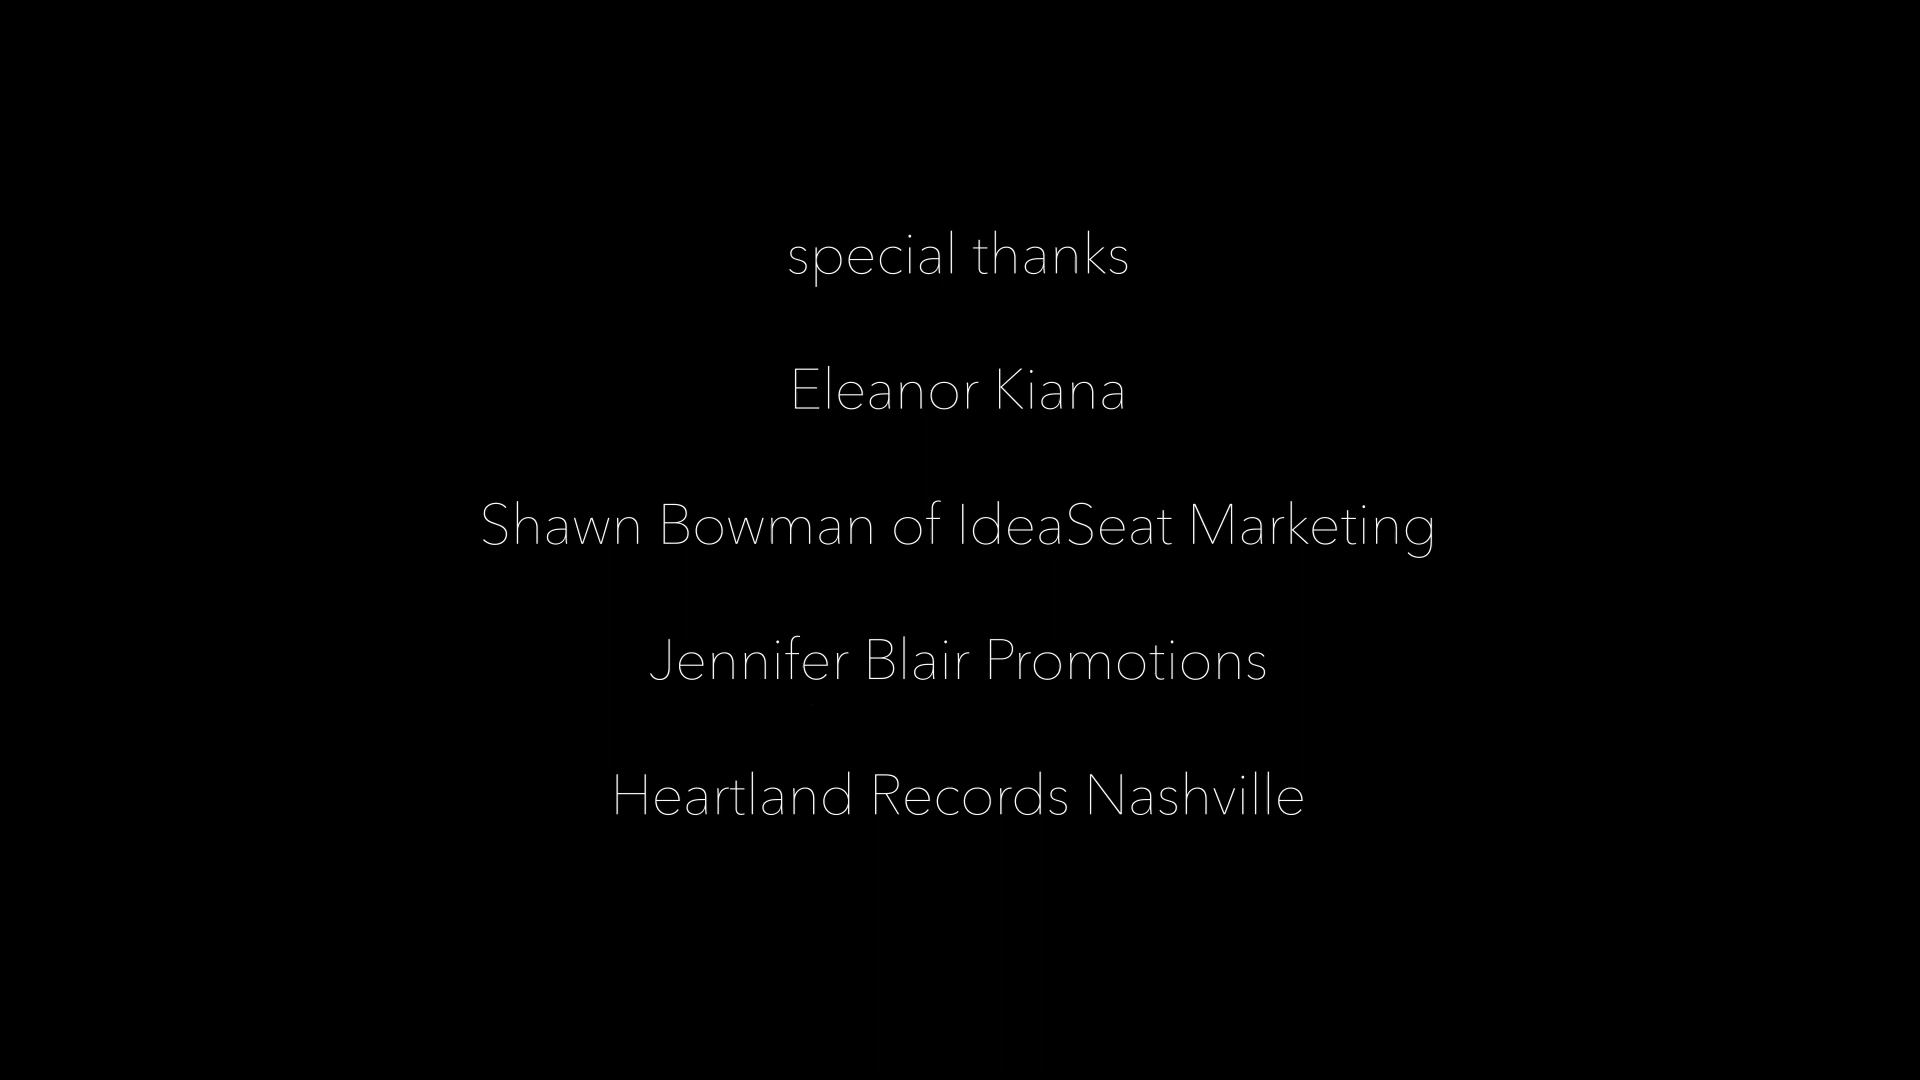 special thanks
Eleanor Kiana
Shawn Bowman of IdeaSeat Marketing
Jennifer Blair Promotions
Heartland Records Nashville